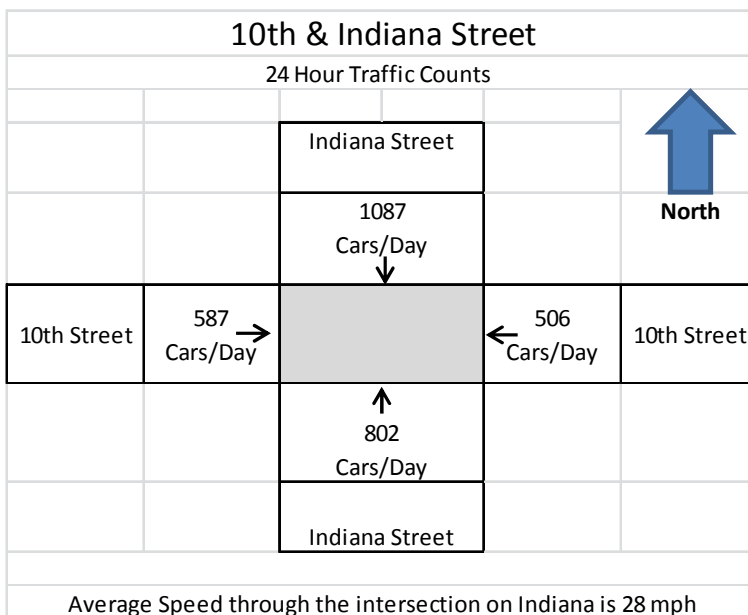 10th & Indiana Street
24 Hour Traffic Counts
Indiana Street
1087
Cars/Day
North
10th Street
587
Cars/Day
506
Cars/Day
10th Street
802
Cars/Day
Indiana Street
Average Speed through the intersection on Indiana is 28 mph